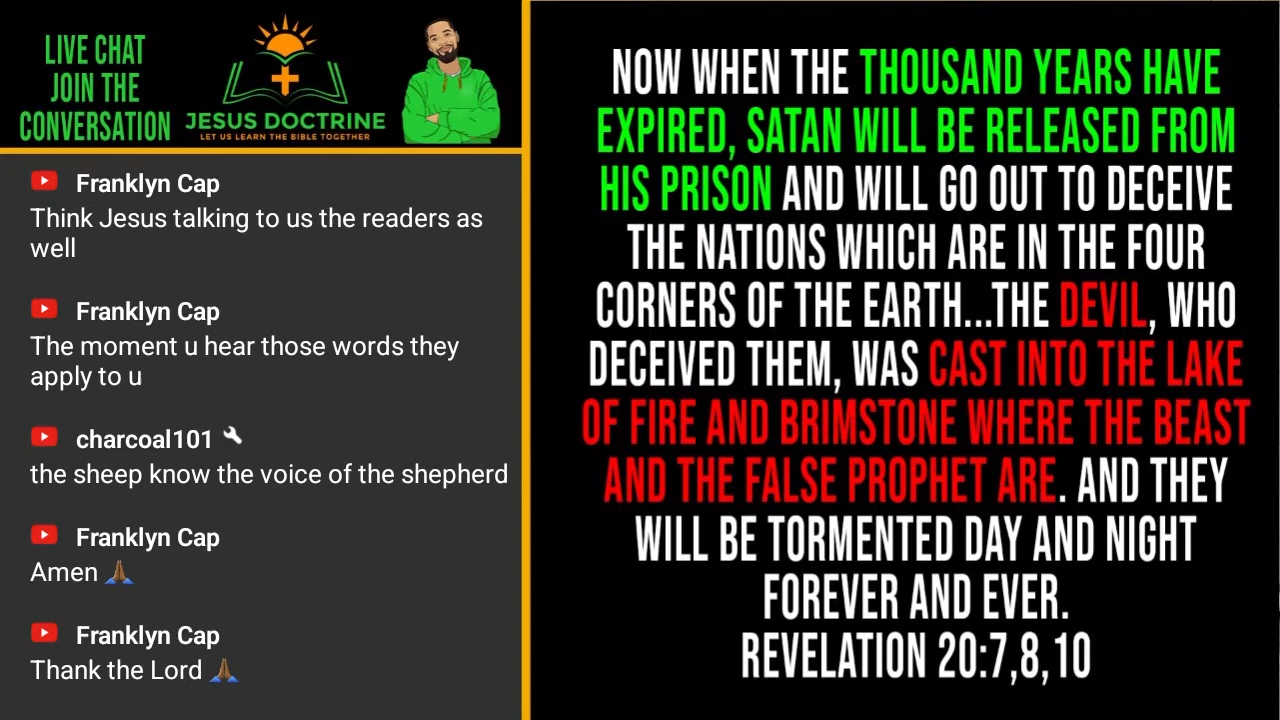 LIVE CHAT
JOIN THE
CONVERSATION
JESUS DOCTRINE
LET US LEARN THE BIBLE TOGETHER
Franklyn Cap
Think Jesus talking to us the readers as
well
Franklyn Cap
The moment u hear those words they
apply to u
charcoal101
the sheep know the voice of the shepherd
Franklyn Cap
Amen 🙏🏾
Franklyn Cap
Thank the Lord 🙏🏾
NOW WHEN THE THOUSAND YEARS HAVE
EXPIRED, SATAN WILL BE RELEASED FROM
HIS PRISON AND WILL GO OUT TO DECEIVE
THE NATIONS WHICH ARE IN THE FOUR
CORNERS OF THE EARTH...THE DEVIL, WHO
DECEIVED THEM, WAS CAST INTO THE LAKE
OF FIRE AND BRIMSTONE WHERE THE BEAST
AND THE FALSE PROPHET ARE. AND THEY
WILL BE TORMENTED DAY AND NIGHT
FOREVER AND EVER.
REVELATION 20:7,8,10